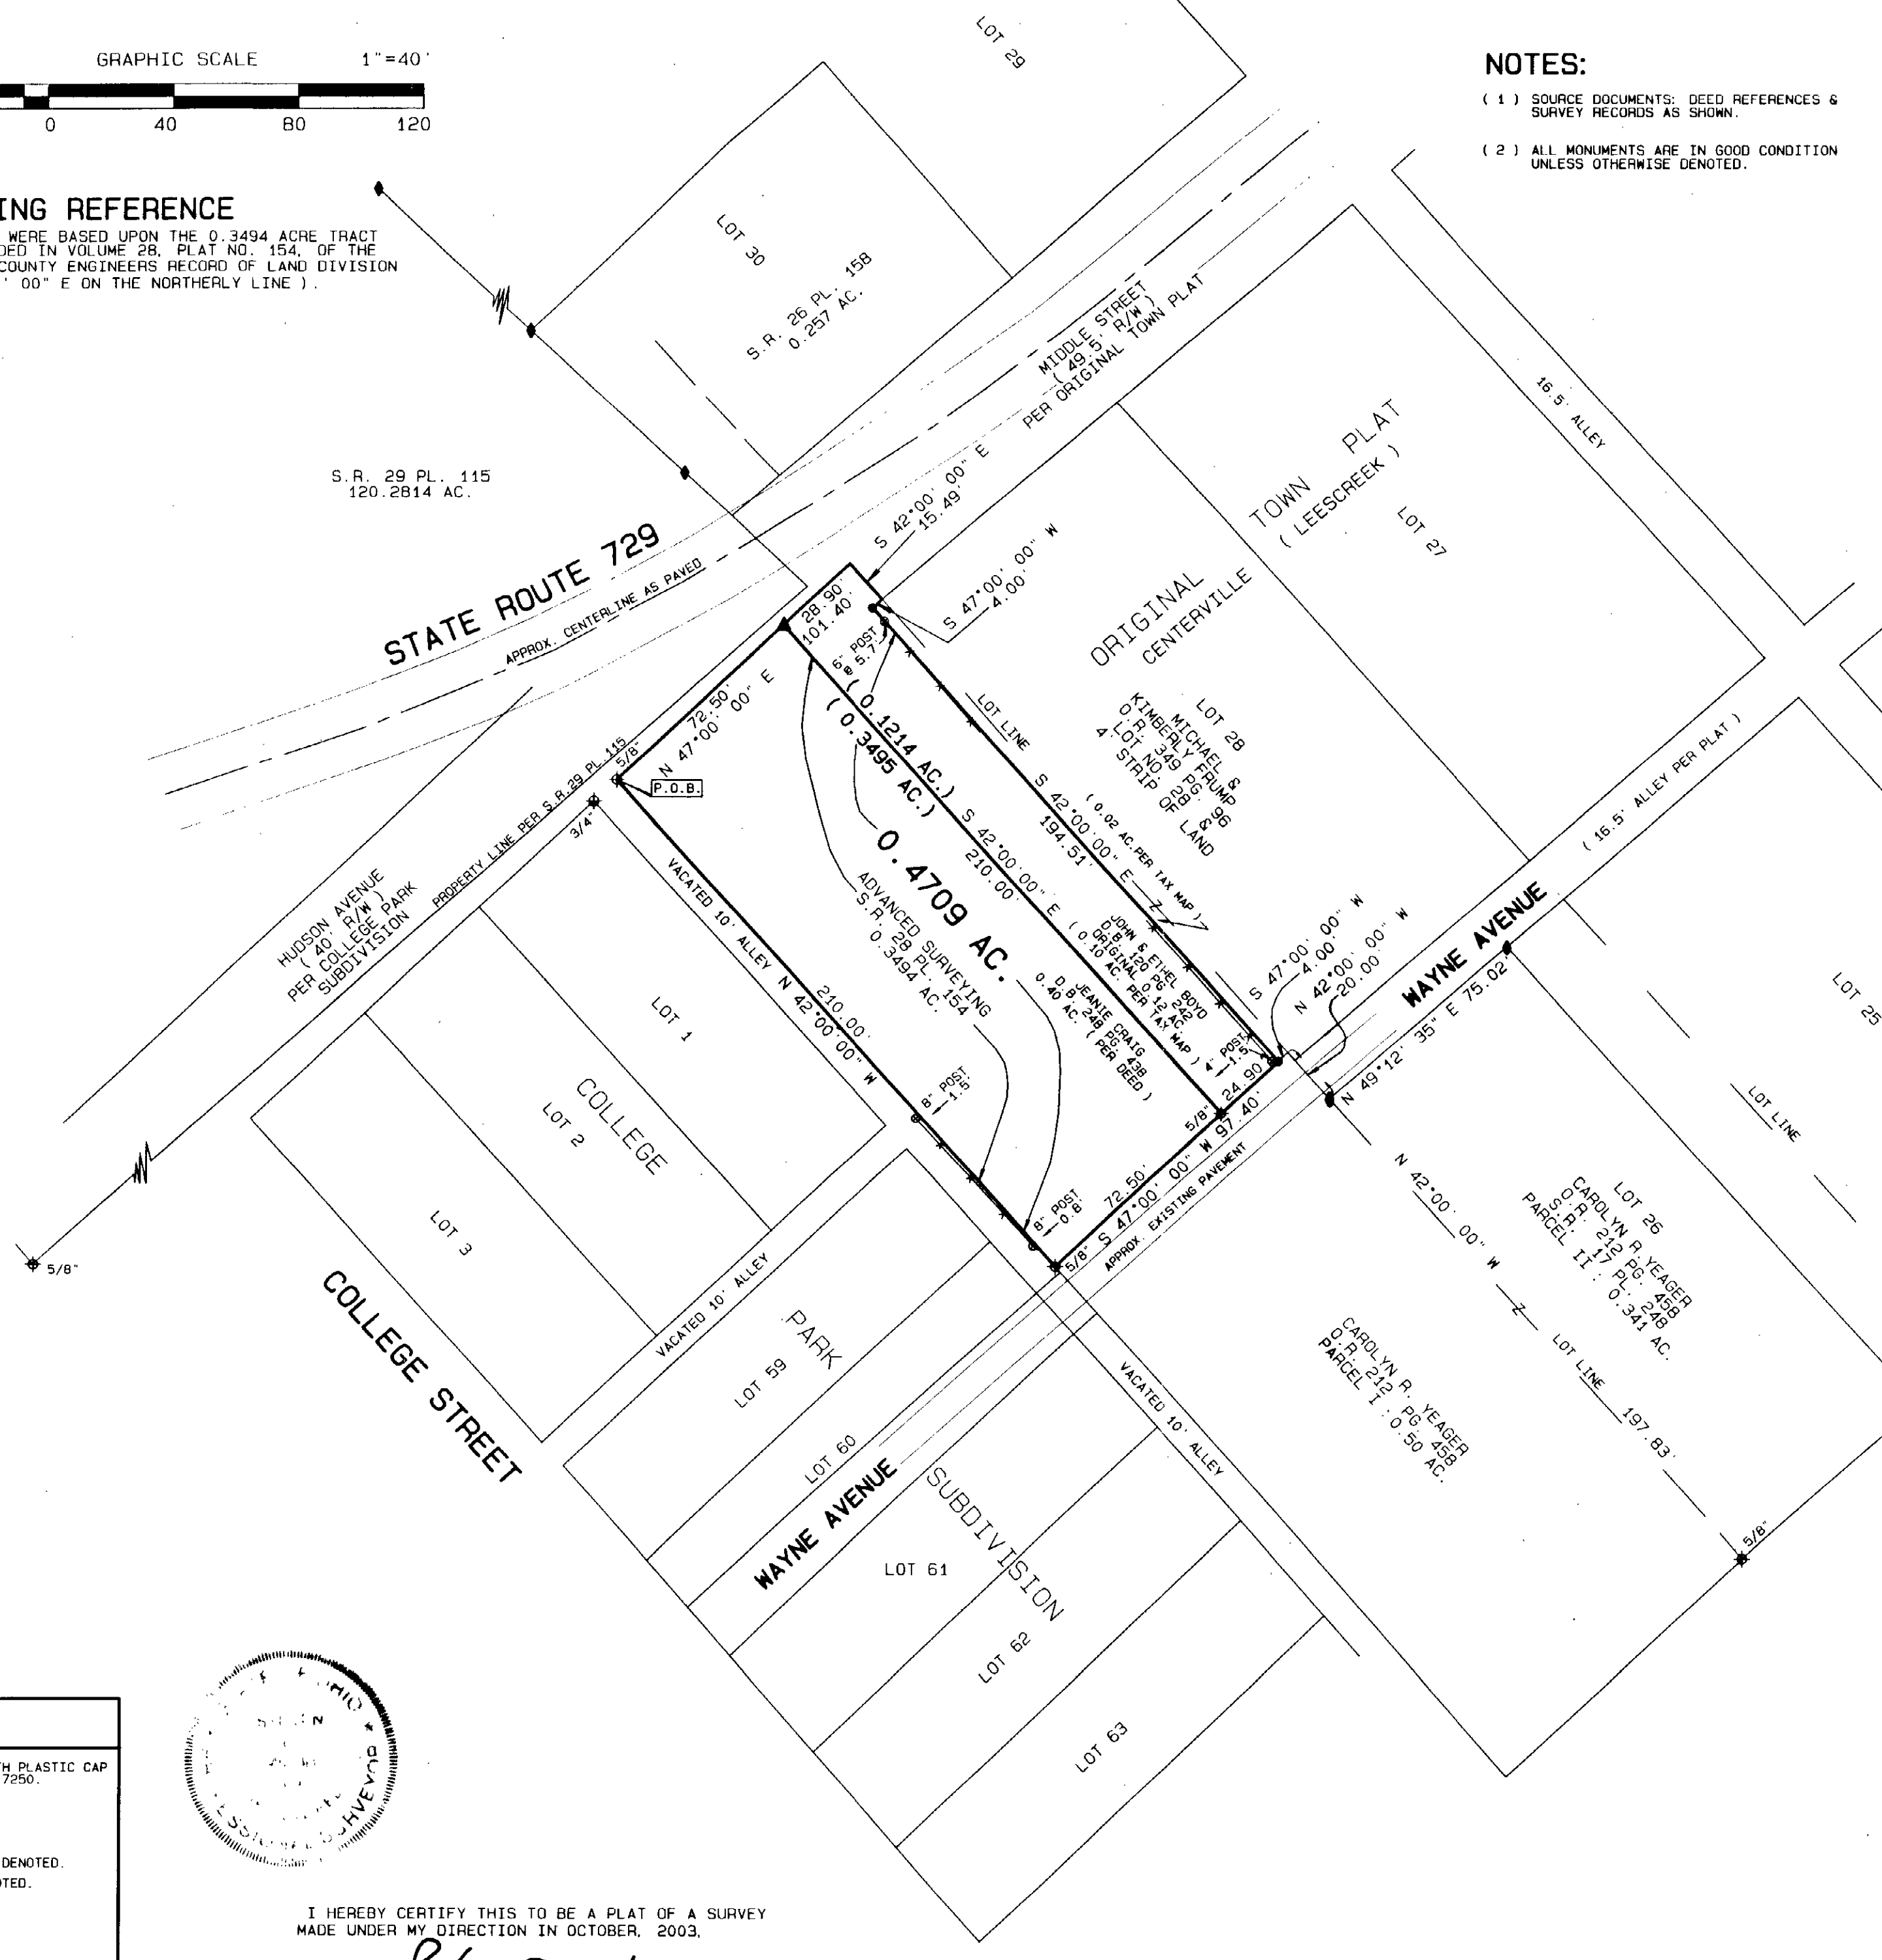 GRAPHIC SCALE 1"=40'
0 40 80 120
ING REFERENCE
WERE BASED UPON THE 0.3494 ACRE TRACT
DED IN VOLUME 28, PLAT NO. 154, OF THE
COUNTY ENGINEERS RECORD OF LAND DIVISION
' 00" E ON THE NORTHERLY LINE ).
NOTES:
( 1 ) SOURCE DOCUMENTS: DEED REFERENCES &
SURVEY RECORDS AS SHOWN.
( 2 ) ALL MONUMENTS ARE IN GOOD CONDITION
UNLESS OTHERWISE DENOTED.
LOT 29
LOT 30
S.R. 26 PL. 158
0.257 AC.
MIDDLE STREET
( 49.5' R/W )
PER ORIGINAL TOWN PLAT
16.5' ALLEY
S.R. 29 PL. 115
120.2814 AC.
STATE ROUTE 729
APPROX. CENTERLINE AS PAVED
S 42°00' 00" E
15.49'
S 47°00' 00" W
4.00'
ORIGINAL
TOWN PLAT
CENTERVILLE
( LEESCREEK )
LOT 27
LOT 28
MICHAEL &
KIMBERLY FRUMP
O.R. 349 PG. 96
LOT NO. 28 &
4' STRIP OF LAND
28.90'
101.40'
72.50'
N 47°00' 00" E
6" POST
@ 5.7'
( 0.1214 AC.)
( 0.3495 AC.)
LOT LINE
5/8"
P.O.B.
3/4"
PROPERTY LINE PER S.R.29 PL.115
HUDSON AVENUE
( 40' R/W )
PER COLLEGE PARK
SUBDIVISION
S 42°00'00" E
194.51'
( 0.02 AC.PER TAX MAP )
S 42°00'00" E
210.00'
0.4709 AC.
ADVANCED SURVEYING
S.R. 28 PL. 154
0.3494 AC.
VACATED 10' ALLEY
210.00'
N 42°00'00" W
JOHN & ETHEL BOYD
D.B. 120 PG. 242
ORIGINAL 0.12 AC.
( 0.10 AC. PER TAX MAP )
JEANIE CRAIG
D.B. 248 PG. 438
0.40 AC. ( PER DEED )
4" POST
1.5'
8" POST
1.5'
8" POST
0.8'
S 47°00' 00" W
4.00'
N 42°00' 00" W
20.00'
WAYNE AVENUE
( 16.5' ALLEY PER PLAT )
N 49°12' 35" E 75.02'
24.90'
5/8"
72.50'
S 47°00' 00" W 97.40'
5/8"
APPROX. EXISTING PAVEMENT
LOT 25
LOT LINE
LOT 26
CAROLYN R. YEAGER
O.R. 212 PG. 458
S.R. 17 PL. 248
PARCEL II : 0.341 AC.
N 42°00' 00" W
LOT LINE
197.83'
5/8"
CAROLYN R. YEAGER
O.R. 212 PG. 458
PARCEL I : 0.50 AC.
LOT 1
COLLEGE
LOT 2
LOT 3
5/8"
COLLEGE STREET
VACATED 10' ALLEY
PARK
LOT 59
LOT 60
WAYNE AVENUE
VACATED 10' ALLEY
SUBDIVISION
LOT 61
LOT 62
LOT 63
TH PLASTIC CAP
7250.
DENOTED.
OTED.
I HEREBY CERTIFY THIS TO BE A PLAT OF A SURVEY
MADE UNDER MY DIRECTION IN OCTOBER, 2003,